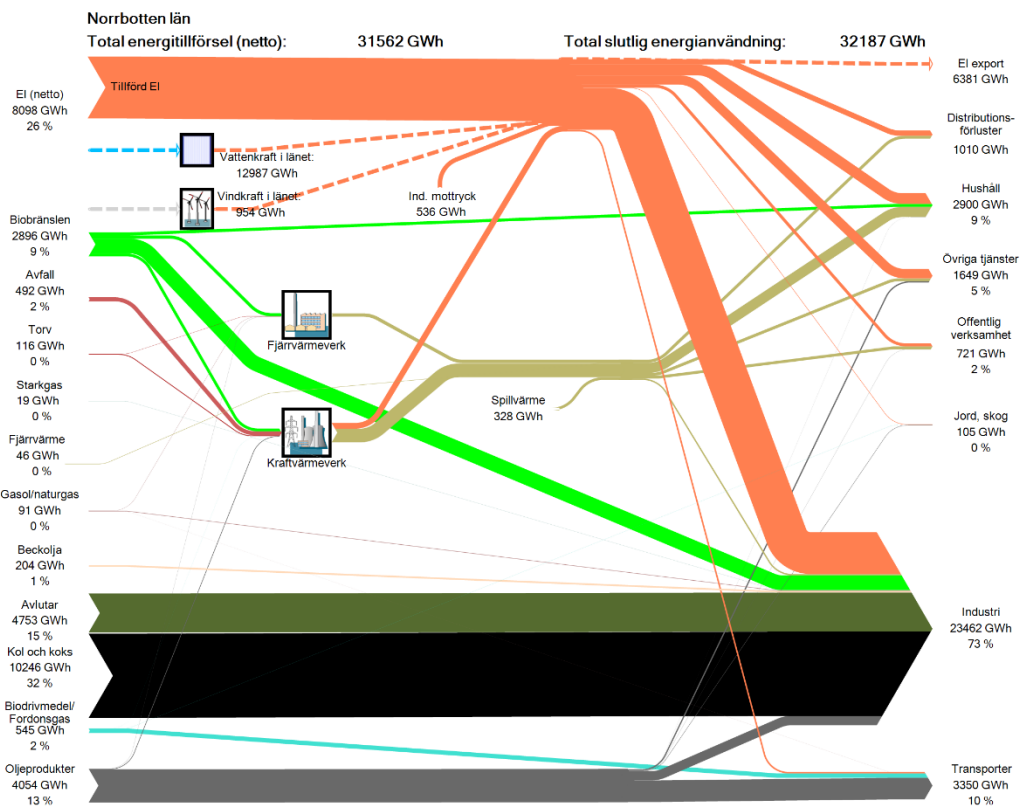 Norrbotten län
Total energitillförsel (netto): 31562 GWh
Total slutlig energianvändning: 32187 GWh
El (netto)
8098 GWh
26 %
Tillförd El
Vattenkraft i länet:
12987 GWh
Vindkraft i länet:
954 GWh
Ind. mottryck
536 GWh
Biobränslen
2896 GWh
9 %
Avfall
492 GWh
2 %
Torv
116 GWh
0 %
Starkgas
19 GWh
0 %
Fjärrvärme
46 GWh
0 %
Gasol/naturgas
91 GWh
0 %
Beckolja
204 GWh
1 %
Avlutar
4753 GWh
15 %
Kol och koks
10246 GWh
32 %
Biodrivmedel/
Fordonsgas
545 GWh
2 %
Oljeprodukter
4054 GWh
13 %
Fjärrvärmeverk
Kraftvärmeverk
Spillvärme
328 GWh
El export
6381 GWh
Distributions-
förluster
1010 GWh
Hushåll
2900 GWh
9 %
Övriga tjänster
1649 GWh
5 %
Offentlig
verksamhet
721 GWh
2 %
Jord, skog
105 GWh
0 %
Industri
23462 GWh
73 %
Transporter
3350 GWh
10 %